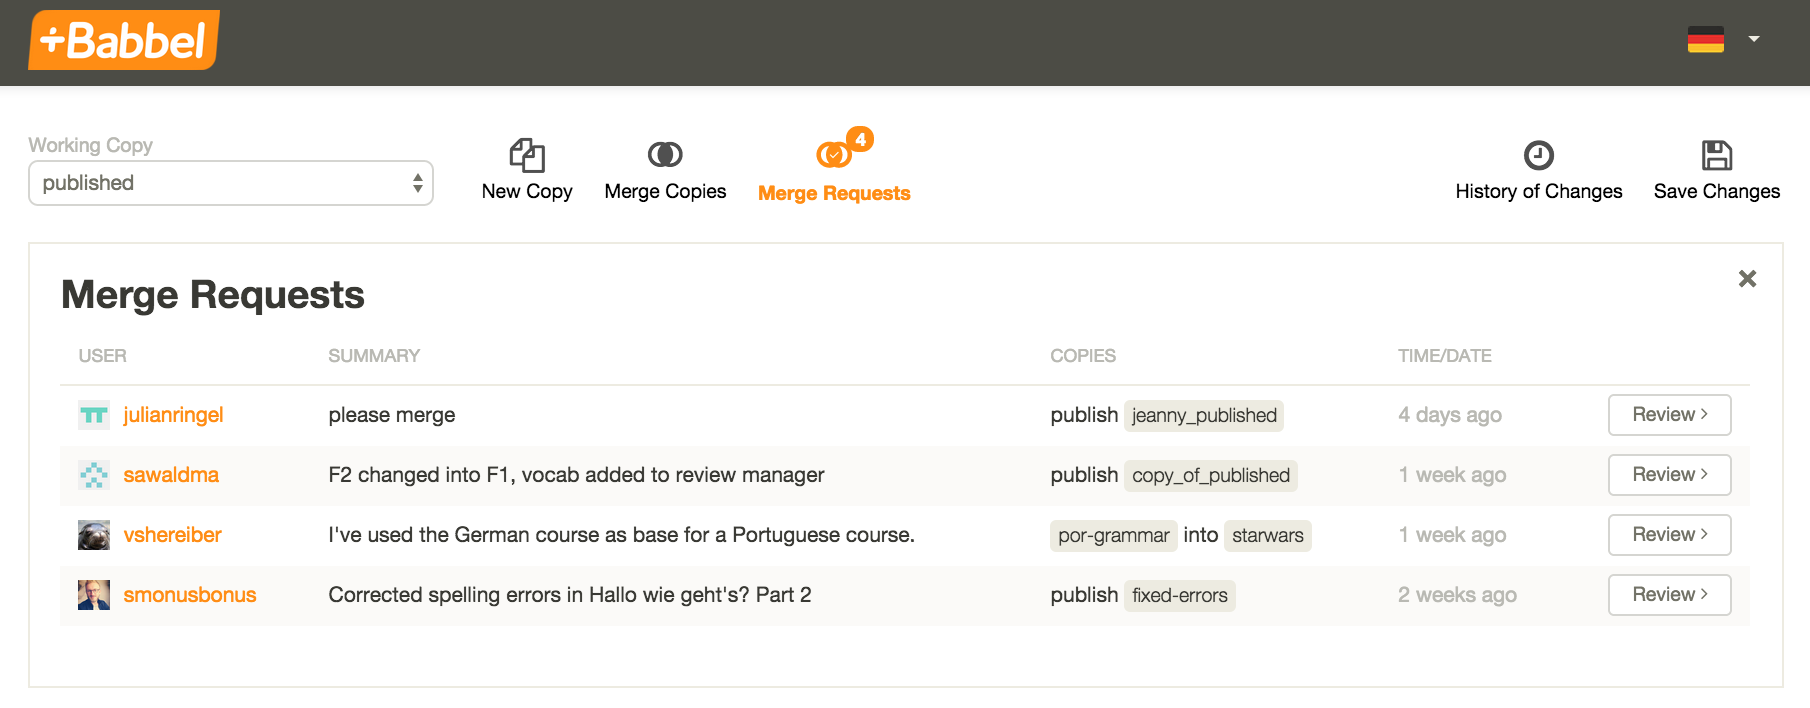 +Babbel
Working Copy
published
New Copy
Merge Copies
4
Merge Requests
History of Changes
Save Changes
Merge Requests
USER SUMMARY COPIES TIME/DATE
julianringel please merge publish jeanny_published 4 days ago Review
sawaldma F2 changed into F1, vocab added to review manager publish copy_of_published 1 week ago Review
vshereiber I've used the German course as base for a Portuguese course. por-grammar into starwars 1 week ago Review
smonusbonus Corrected spelling errors in Hallo wie geht's? Part 2 publish fixed-errors 2 weeks ago Review